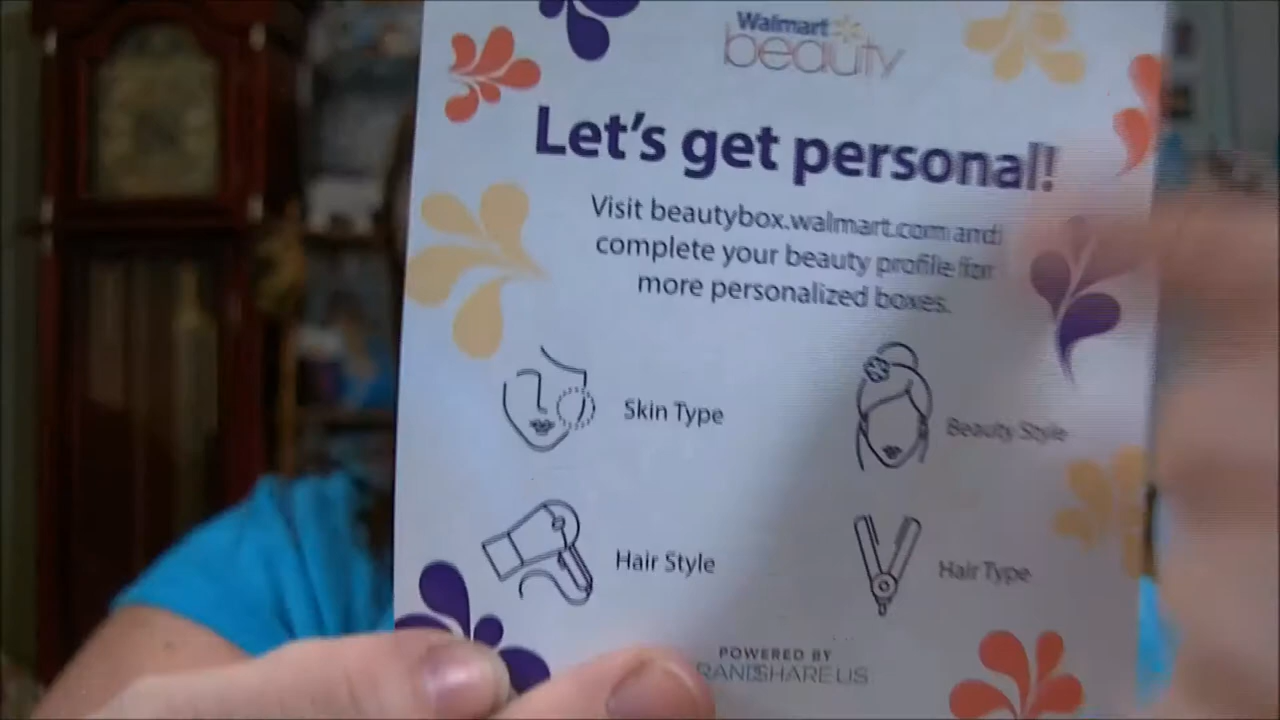 Walmart
beauty
Let's get personal!
Visit beautybox.walmart.com and
complete your beauty profile for
more personalized boxes.
Skin Type
Beauty Style
Hair Style
Hair Type
POWERED BY